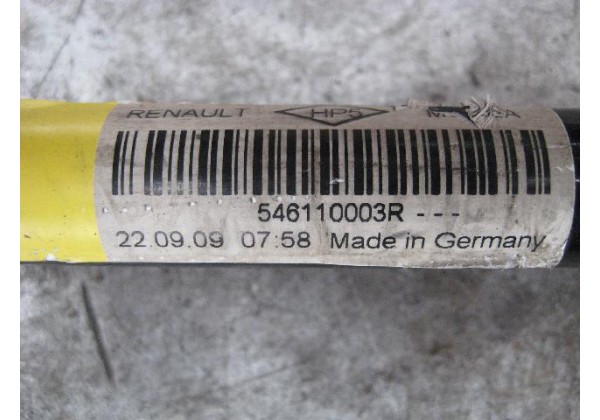 RENAULT HP5
546110003R - - -
22.09.09 07:58 Made in Germany